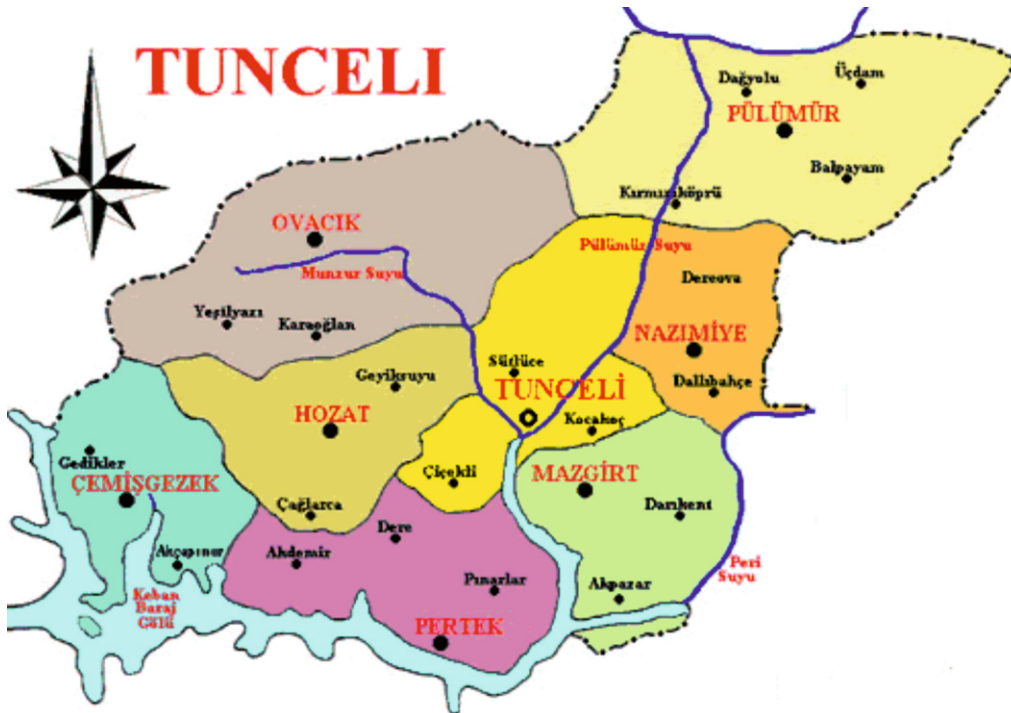 TUNCELI
Dağyolu
Üçdam
PÜLÜMÜR
Balpayam
Kırmızıköprü
OVACIK
Pülümür Suyu
Munzur Suyu
Dereova
Yeşilyazı
Karaoğlan
NAZIMİYE
Sütlüce
Geyiksuyu
TUNCELİ
Dallıbahçe
HOZAT
Kocakoç
Gedikler
ÇEMİŞGEZEK
Çiçekli
MAZGİRT
Çağlarca
Darıkent
Dere
Akçapınar
Akdemir
Peri
Suyu
Pınarlar
Akpazar
Keban
Baraj
Gölü
PERTEK